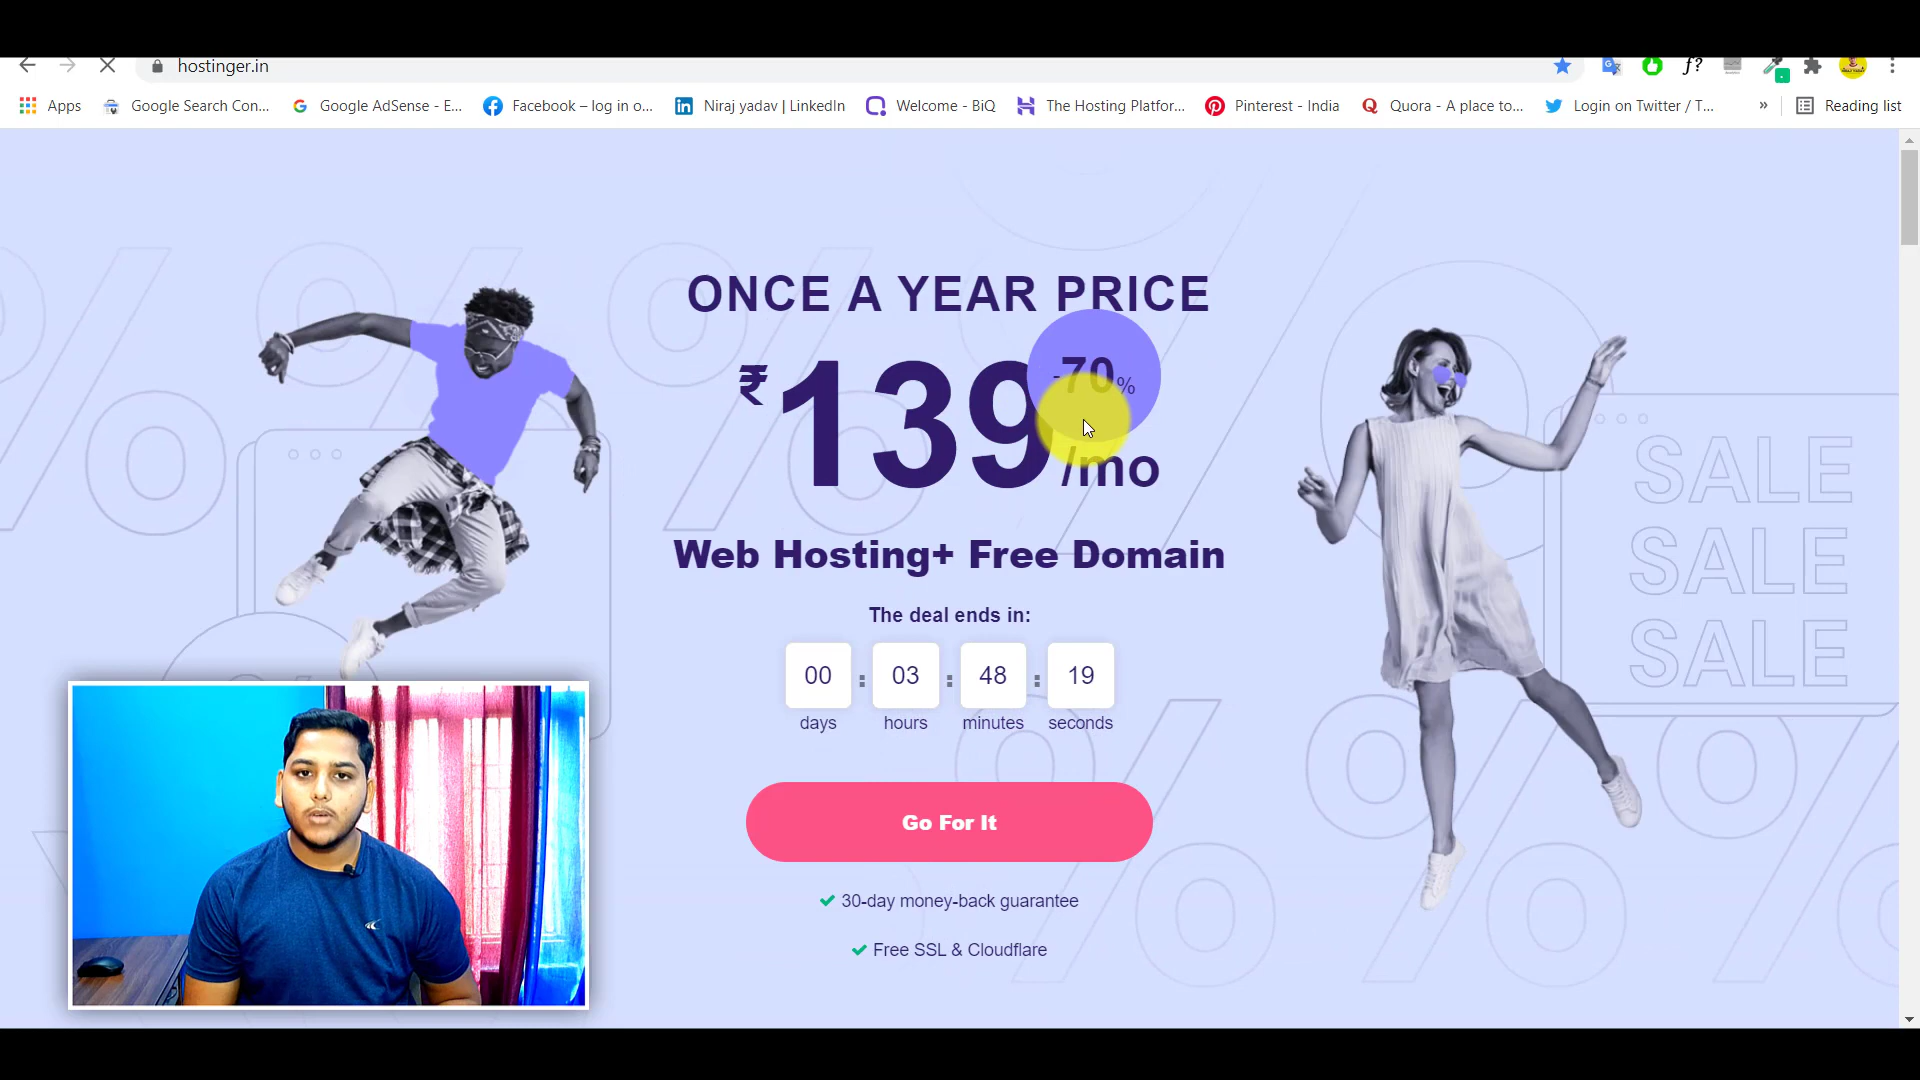 hostinger.in
f?
Apps
Google Search Con...
Google AdSense - E...
Facebook – log in o...
Niraj yadav | LinkedIn
Welcome - BiQ
The Hosting Platfor...
Pinterest - India
Quora - A place to...
Login on Twitter / T...
»
Reading list
ONCE A YEAR PRICE
-70%
₹139/mo
Web Hosting+ Free Domain
The deal ends in:
00 : 03 : 48 : 19
days hours minutes seconds
Go For It
30-day money-back guarantee
Free SSL & Cloudflare
SALE
SALE
SALE